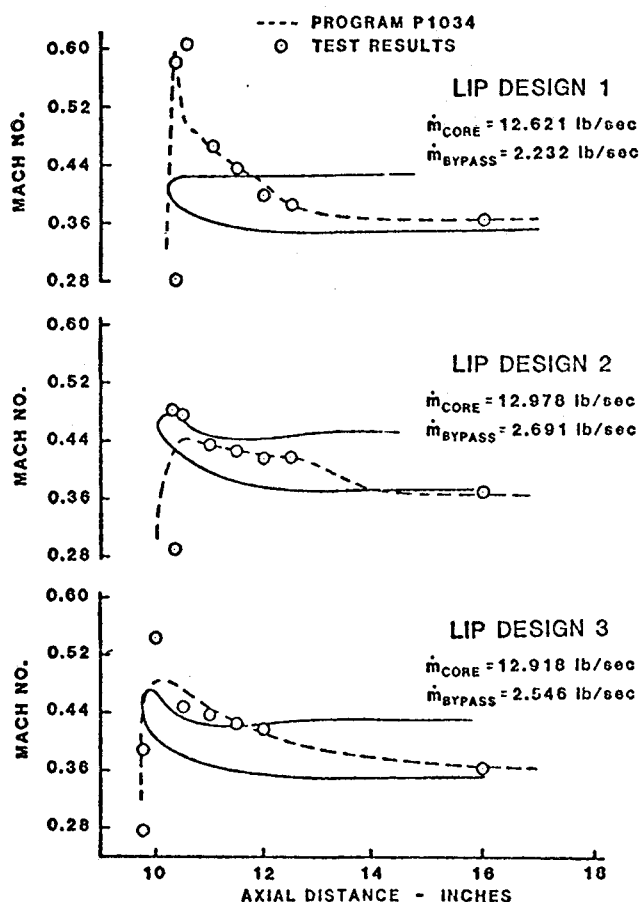 ---- PROGRAM P1034
⊙ TEST RESULTS
LIP DESIGN 1
ṁCORE = 12.621 lb/sec
ṁBYPASS = 2.232 lb/sec
MACH NO.
0.60
0.52
0.44
0.36
0.28
LIP DESIGN 2
ṁCORE = 12.978 lb/sec
ṁBYPASS = 2.691 lb/sec
MACH NO.
0.60
0.52
0.44
0.36
0.28
LIP DESIGN 3
ṁCORE = 12.918 lb/sec
ṁBYPASS = 2.546 lb/sec
MACH NO.
0.60
0.52
0.44
0.36
0.28
10 12 14 16 18
AXIAL DISTANCE - INCHES